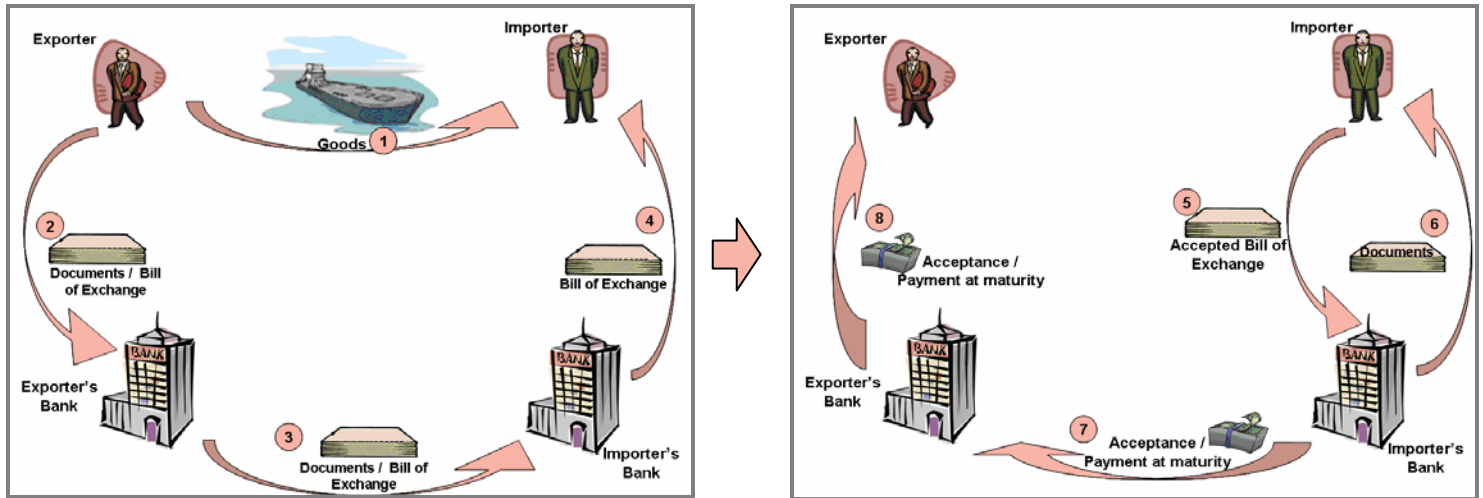 Exporter
Importer
Goods
1
2
Documents / Bill
of Exchange
4
Bill of Exchange
BANK
Exporter's
Bank
3
Documents / Bill of
Exchange
BANK
Importer's
Bank
Exporter
Importer
5
Accepted Bill of
Exchange
6
Documents
8
Acceptance /
Payment at maturity
BANK
Exporter's
Bank
7
Acceptance /
Payment at maturity
BANK
Importer's
Bank